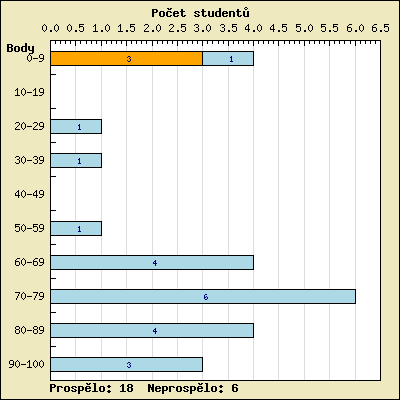 Počet studentů
0.0 0.5 1.0 1.5 2.0 2.5 3.0 3.5 4.0 4.5 5.0 5.5 6.0 6.5
Body
0-9 3 1
10-19
20-29 1
30-39 1
40-49
50-59 1
60-69 4
70-79 6
80-89 4
90-100 3
Prospělo: 18 Neprospělo: 6